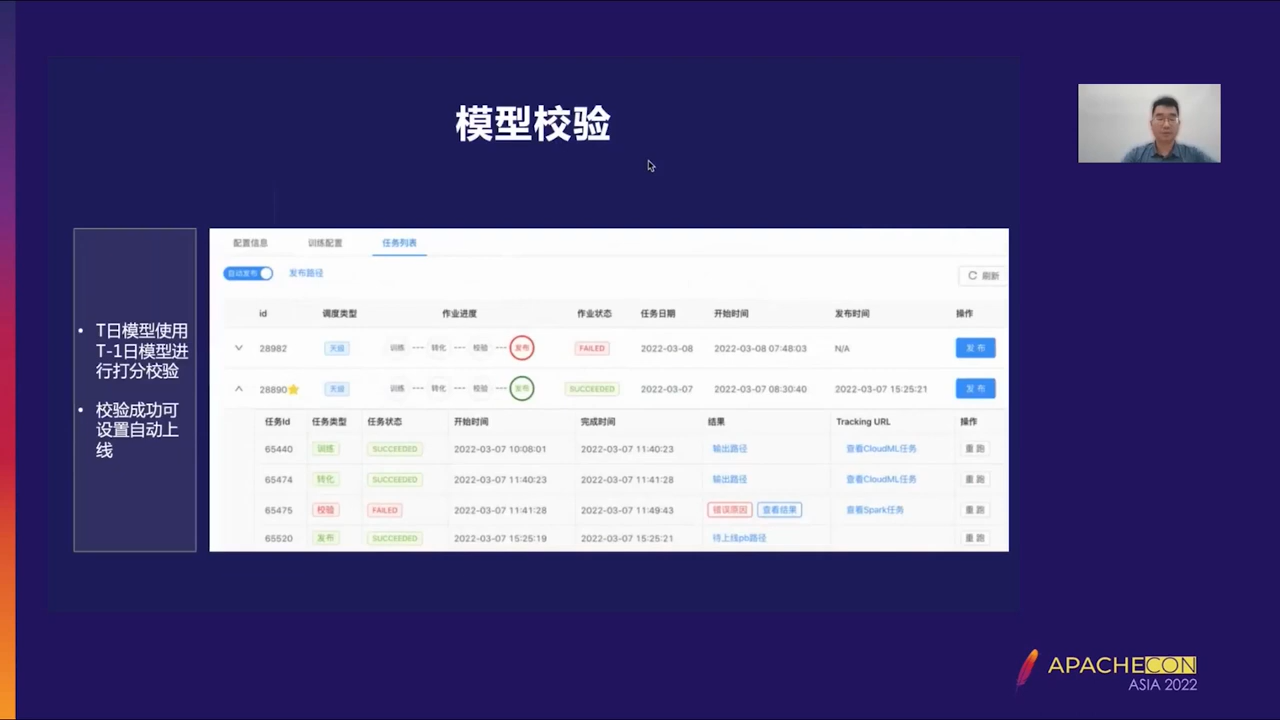 模型校验
• T日模型使用
T-1日模型进
行打分校验
• 校验成功可
设置自动上
线
配置信息 训练配置 任务列表
自动发布 发布路径 刷新
id 调度类型 作业进度 作业状态 任务日期 开始时间 发布时间 操作
28982 天级 训练 --- 转化 --- 校验 --- 发布 FAILED 2022-03-08 2022-03-08 07:48:03 N/A 发布
28890 天级 训练 --- 转化 --- 校验 --- 发布 SUCCEEDED 2022-03-07 2022-03-07 08:30:40 2022-03-07 15:25:21 发布
任务Id 任务类型 任务状态 开始时间 完成时间 结果 Tracking URL 操作
65440 训练 SUCCEEDED 2022-03-07 10:08:01 2022-03-07 11:40:23 输出路径 查看CloudML任务 重跑
65474 转化 SUCCEEDED 2022-03-07 11:40:23 2022-03-07 11:41:28 输出路径 查看CloudML任务 重跑
65475 校验 FAILED 2022-03-07 11:41:28 2022-03-07 11:49:43 错误原因 查看结果 查看Spark任务 重跑
65520 发布 SUCCEEDED 2022-03-07 15:25:19 2022-03-07 15:25:21 待上线pb路径 重跑
APACHECON
ASIA 2022